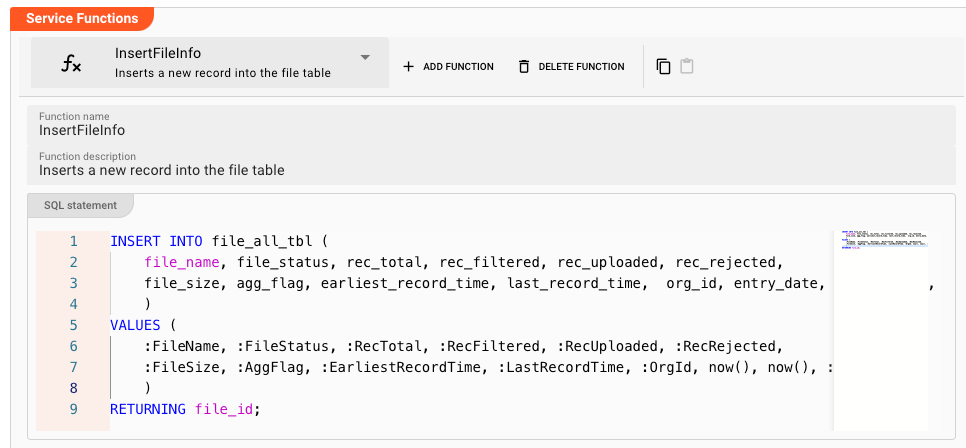 Service Functions
InsertFileInfo
Inserts a new record into the file table
ADD FUNCTION
DELETE FUNCTION
Function name
InsertFileInfo
Function description
Inserts a new record into the file table
SQL statement
1 INSERT INTO file_all_tbl (
2 file_name, file_status, rec_total, rec_filtered, rec_uploaded, rec_rejected,
3 file_size, agg_flag, earliest_record_time, last_record_time, org_id, entry_date, ,
4 )
5 VALUES (
6 :FileName, :FileStatus, :RecTotal, :RecFiltered, :RecUploaded, :RecRejected,
7 :FileSize, :AggFlag, :EarliestRecordTime, :LastRecordTime, :OrgId, now(), now(), :
8 )
9 RETURNING file_id;